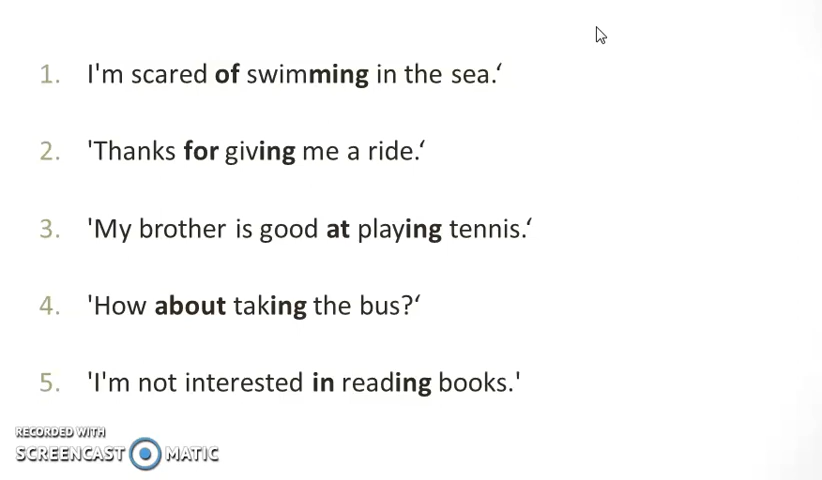 1. I'm scared of swimming in the sea.‘
2. 'Thanks for giving me a ride.‘
3. 'My brother is good at playing tennis.‘
4. 'How about taking the bus?‘
5. 'I'm not interested in reading books.'
RECORDED WITH
SCREENCAST MATIC